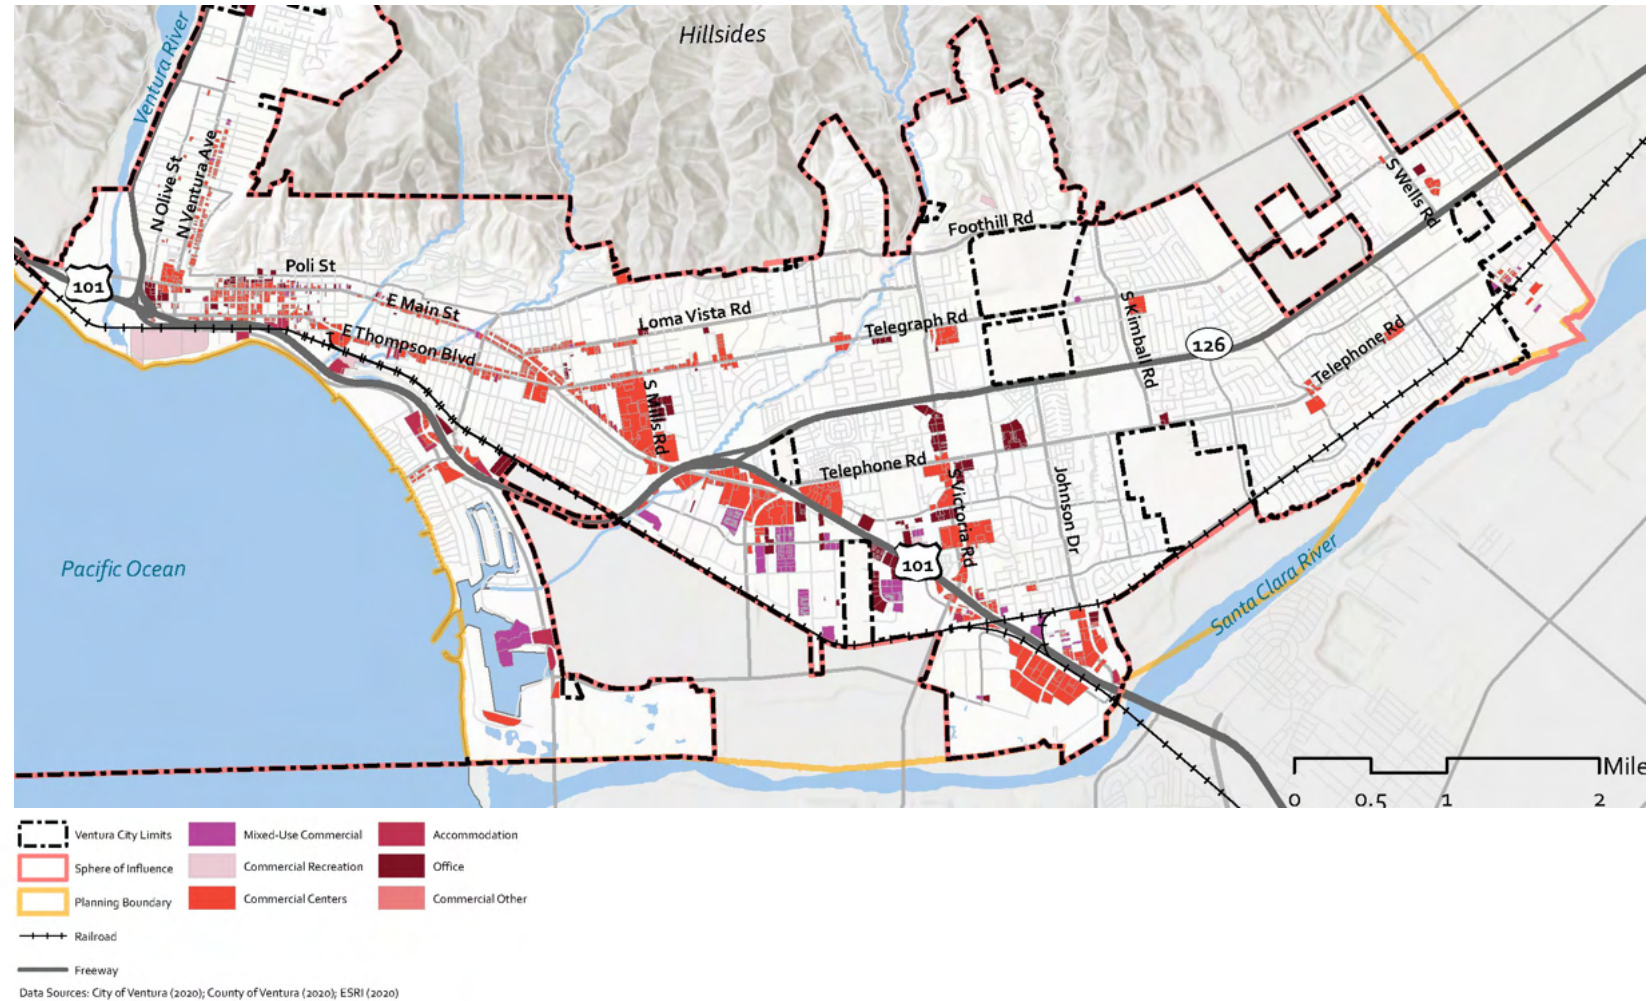 Hillsides
Ventura River
N Olive St
N Ventura Ave
S Wells Rd
Foothill Rd
Poli St
101
E Main St
E Thompson Blvd
Loma Vista Rd
Telegraph Rd
S Kimball Rd
126
Telephone Rd
S Mills Rd
Telephone Rd
S Victoria Rd
Johnson Dr
101
Pacific Ocean
Santa Clara River
Mile
0 0.5 1 2
Ventura City Limits
Mixed-Use Commercial
Accommodation
Sphere of Influence
Commercial Recreation
Office
Planning Boundary
Commercial Centers
Commercial Other
Railroad
Freeway
Data Sources: City of Ventura (2020); County of Ventura (2020); ESRI (2020)